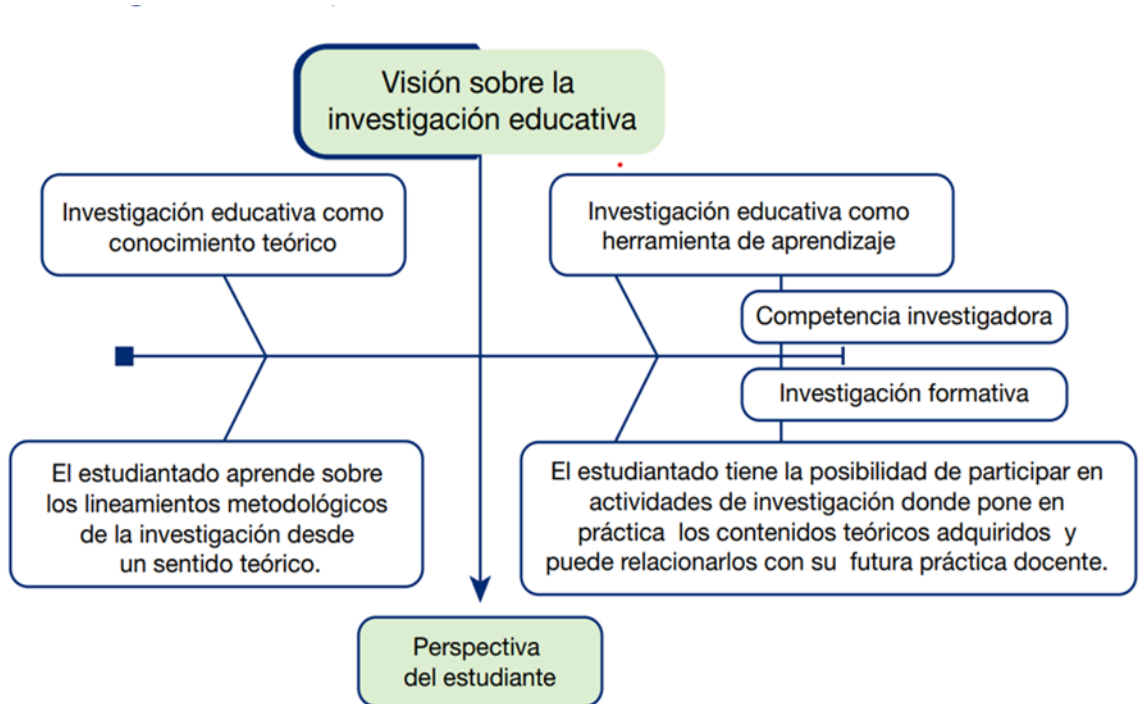 Visión sobre la
investigación educativa
Investigación educativa como
conocimiento teórico
Investigación educativa como
herramienta de aprendizaje
Competencia investigadora
Investigación formativa
El estudiantado aprende sobre
los lineamientos metodológicos
de la investigación desde
un sentido teórico.
El estudiantado tiene la posibilidad de participar en
actividades de investigación donde pone en
práctica los contenidos teóricos adquiridos y
puede relacionarlos con su futura práctica docente.
Perspectiva
del estudiante